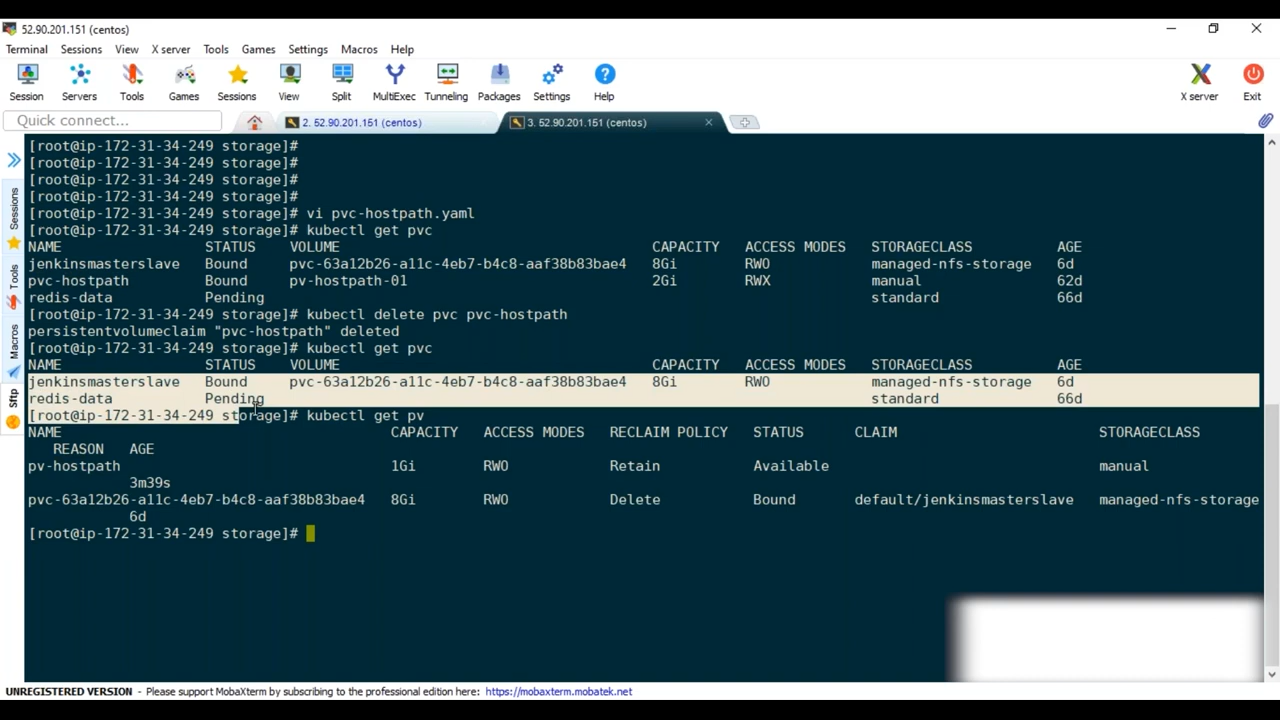 52.90.201.151 (centos)
Terminal Sessions View X server Tools Games Settings Macros Help
Session Servers Tools Games Sessions View Split MultiExec Tunneling Packages Settings Help X server Exit
Quick connect... 2. 52.90.201.151 (centos) 3. 52.90.201.151 (centos)
Sessions
Tools
Macros
Sftp
[root@ip-172-31-34-249 storage]#
[root@ip-172-31-34-249 storage]#
[root@ip-172-31-34-249 storage]#
[root@ip-172-31-34-249 storage]#
[root@ip-172-31-34-249 storage]# vi pvc-hostpath.yaml
[root@ip-172-31-34-249 storage]# kubectl get pvc
NAME STATUS VOLUME CAPACITY ACCESS MODES STORAGECLASS AGE
jenkinsmasterslave Bound pvc-63a12b26-a11c-4eb7-b4c8-aaf38b83bae4 8Gi RWO managed-nfs-storage 6d
pvc-hostpath Bound pv-hostpath-01 2Gi RWX manual 62d
redis-data Pending standard 66d
[root@ip-172-31-34-249 storage]# kubectl delete pvc pvc-hostpath
persistentvolumeclaim "pvc-hostpath" deleted
[root@ip-172-31-34-249 storage]# kubectl get pvc
NAME STATUS VOLUME CAPACITY ACCESS MODES STORAGECLASS AGE
jenkinsmasterslave Bound pvc-63a12b26-a11c-4eb7-b4c8-aaf38b83bae4 8Gi RWO managed-nfs-storage 6d
redis-data Pending standard 66d
[root@ip-172-31-34-249 storage]# kubectl get pv
NAME CAPACITY ACCESS MODES RECLAIM POLICY STATUS CLAIM STORAGECLASS
REASON AGE
pv-hostpath 1Gi RWO Retain Available manual
3m39s
pvc-63a12b26-a11c-4eb7-b4c8-aaf38b83bae4 8Gi RWO Delete Bound default/jenkinsmasterslave managed-nfs-storage
6d
[root@ip-172-31-34-249 storage]#
UNREGISTERED VERSION - Please support MobaXterm by subscribing to the professional edition here: https://mobaxterm.mobatek.net